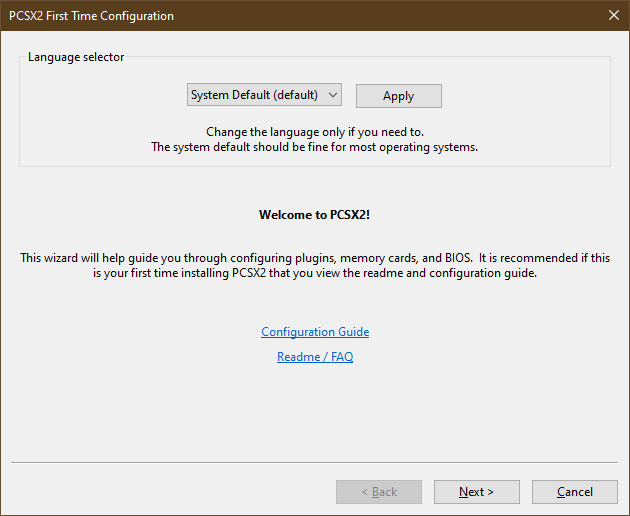 PCSX2 First Time Configuration
Language selector
System Default (default)
Apply
Change the language only if you need to.
The system default should be fine for most operating systems.
Welcome to PCSX2!
This wizard will help guide you through configuring plugins, memory cards, and BIOS.  It is recommended if this
is your first time installing PCSX2 that you view the readme and configuration guide.
Configuration Guide
Readme / FAQ
< Back
Next >
Cancel